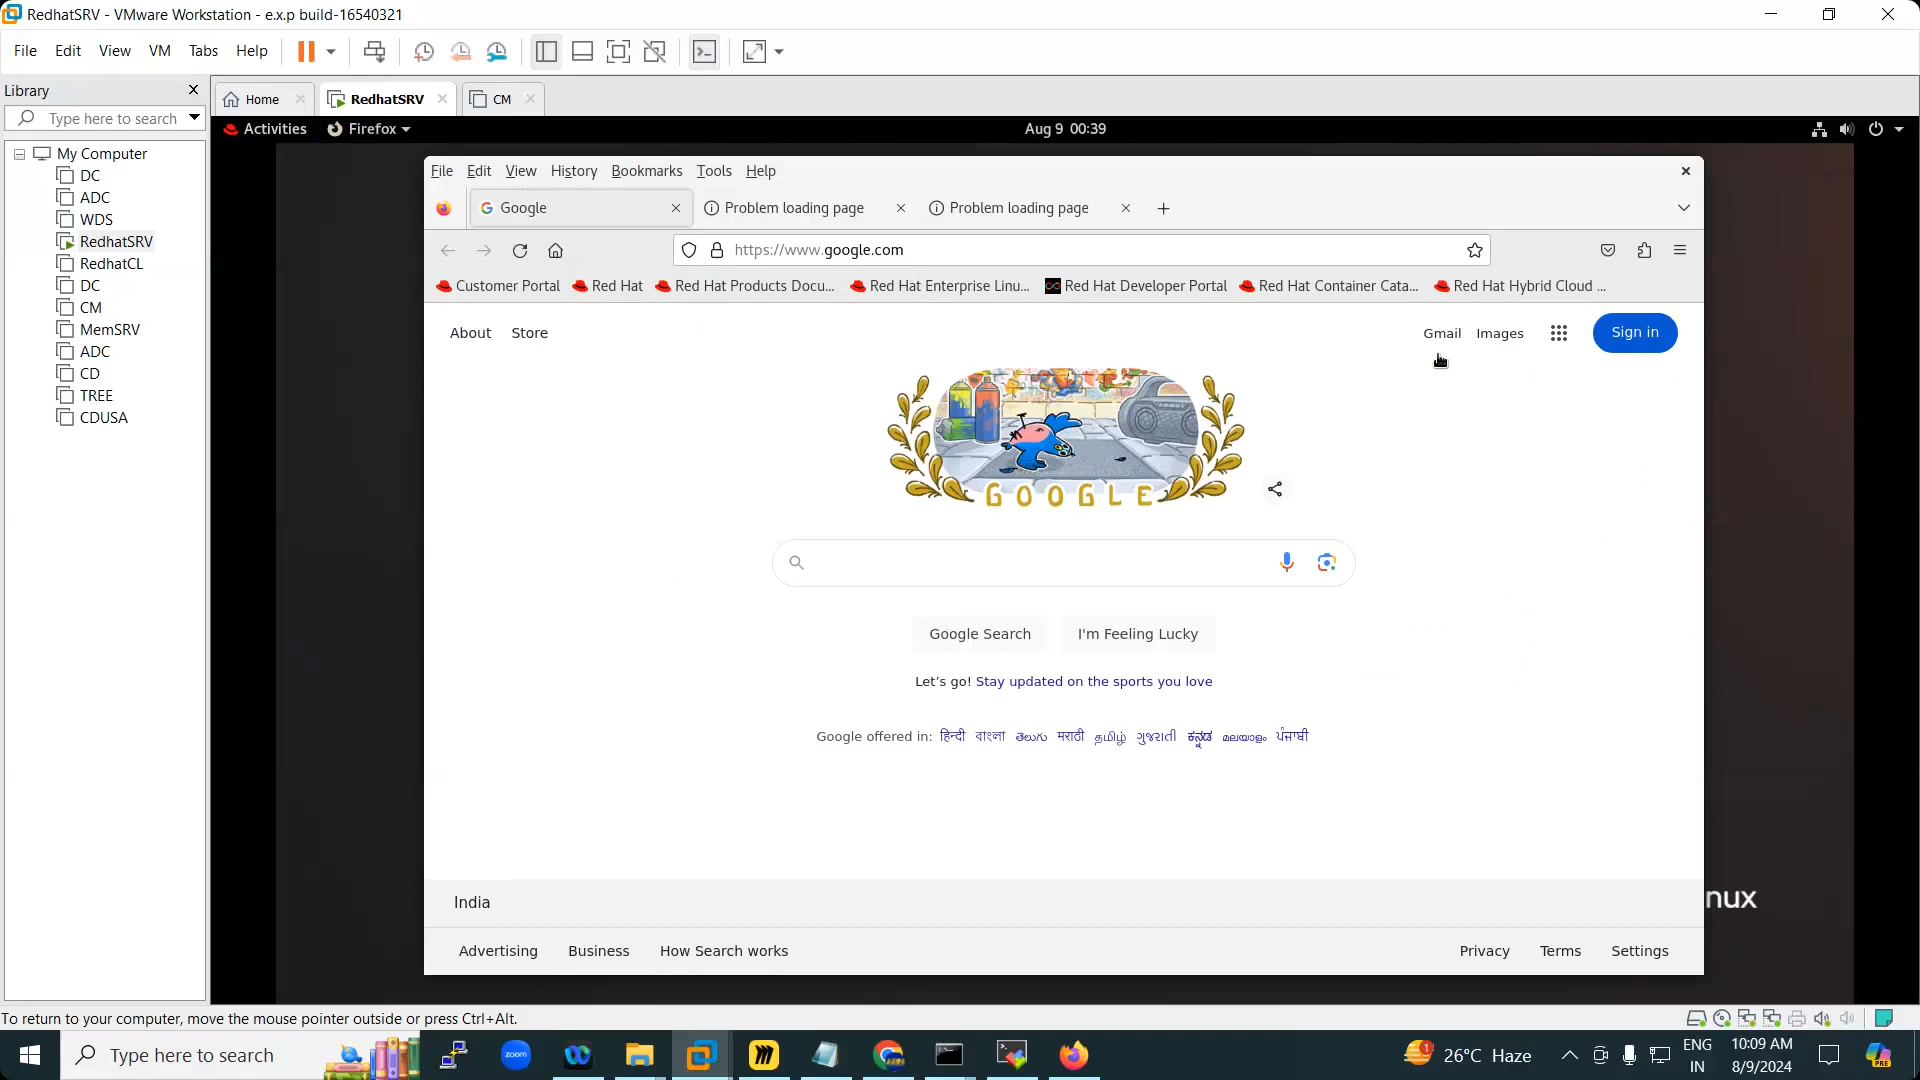 RedhatSRV - VMware Workstation - e.x.p build-16540321
File Edit View VM Tabs Help
Library
Home RedhatSRV CM
Type here to search
Activities Firefox Aug 9 00:39
My Computer
DC
ADC
WDS
RedhatSRV
RedhatCL
DC
CM
MemSRV
ADC
CD
TREE
CDUSA
File Edit View History Bookmarks Tools Help
Google Problem loading page Problem loading page
https://www.google.com
Customer Portal Red Hat Red Hat Products Docu... Red Hat Enterprise Linu... Red Hat Developer Portal Red Hat Container Cata... Red Hat Hybrid Cloud ...
About Store Gmail Images Sign in
GOOGLE
Google Search I'm Feeling Lucky
Let's go! Stay updated on the sports you love
Google offered in: हिन्दी বাংলা తెలుగు मराठी தமிழ் ગુજરાતી ಕನ್ನಡ മലയാളം ਪੰਜਾਬੀ
India
nux
Advertising Business How Search works Privacy Terms Settings
To return to your computer, move the mouse pointer outside or press Ctrl+Alt.
Type here to search zoom 1 26°C Haze ENG IN 10:09 AM 8/9/2024 PRE